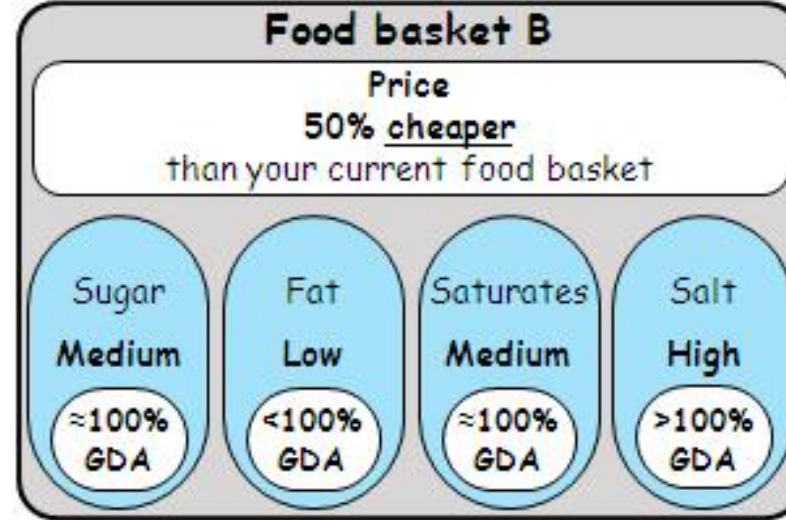 Food basket B
Price
50% cheaper
than your current food basket
Sugar
Medium
≈100%
GDA
Fat
Low
<100%
GDA
Saturates
Medium
≈100%
GDA
Salt
High
>100%
GDA